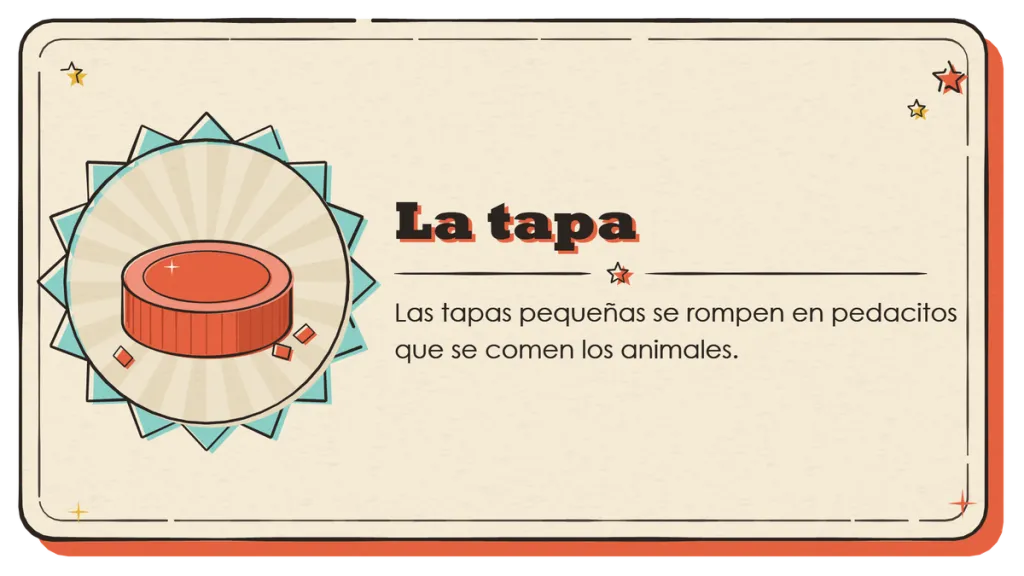 La tapa
Las tapas pequeñas se rompen en pedacitos
que se comen los animales.